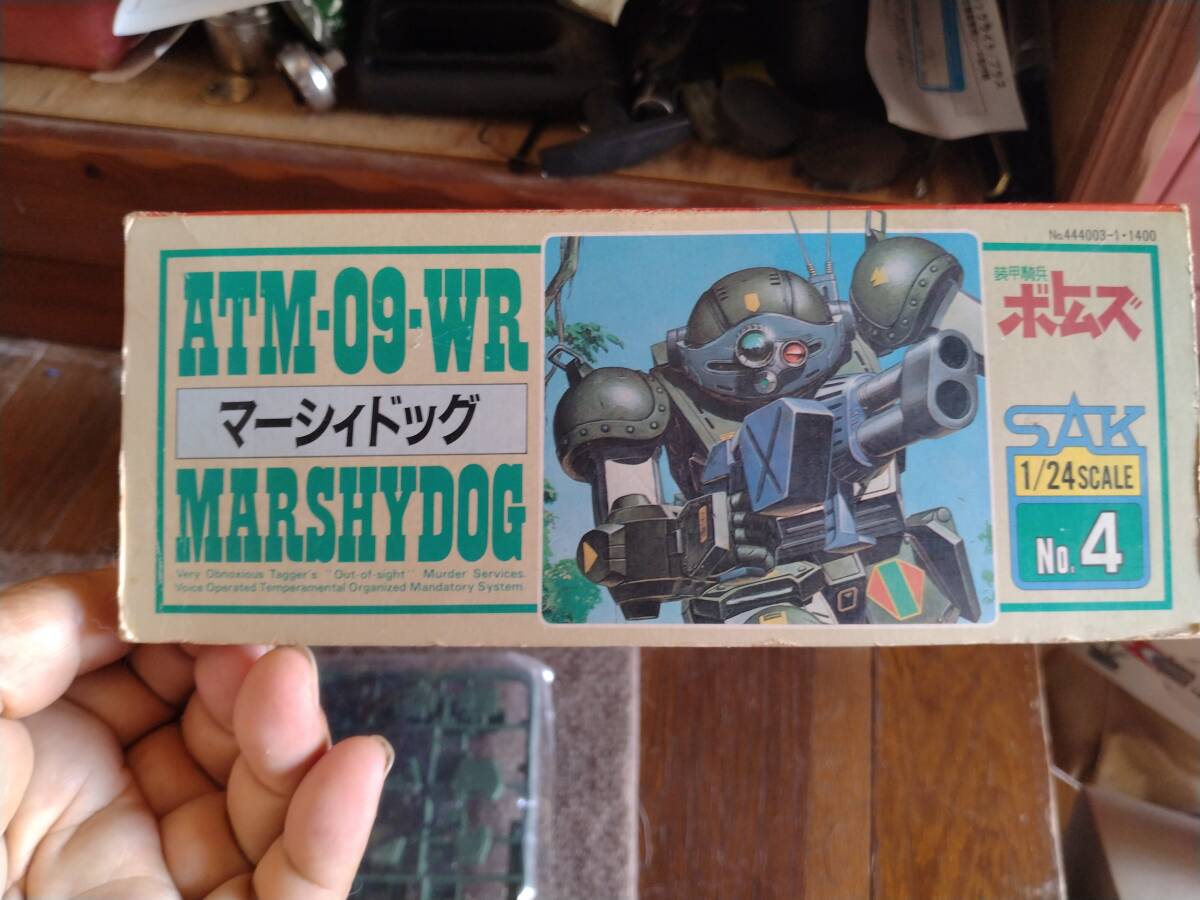 ATM-09-WR
マーシィドッグ
MARSHYDOG
Very Obnoxious Tagger's "Out-of-sight" Murder Services.
Voice Operated Temperamental Organized Mandatory System.
No.444003-1・1400
装甲騎兵
ボトムズ
SAK
1/24 SCALE
No.4